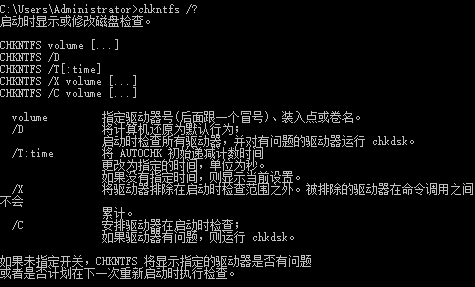 C:\Users\Administrator>chkntfs /?
启动时显示或修改磁盘检查。
CHKNTFS volume [...]
CHKNTFS /D
CHKNTFS /T[:time]
CHKNTFS /X volume [...]
CHKNTFS /C volume [...]
volume 指定驱动器号(后面跟一个冒号)、装入点或卷名。
/D 将计算机还原为默认行为;
启动时检查所有驱动器，并对有问题的驱动器运行 chkdsk。
/T:time 将 AUTOCHK 初始递减计数时间
更改为指定的时间，单位为秒。
如果没有指定时间，则显示当前设置。
/X 将驱动器排除在启动时检查范围之外。被排除的驱动器在命令调用之间
不会
累计。
/C 安排驱动器在启动时检查;
如果驱动器有问题，则运行 chkdsk。
如果未指定开关，CHKNTFS 将显示指定的驱动器是否有问题
或者是否计划在下一次重新启动时执行检查。